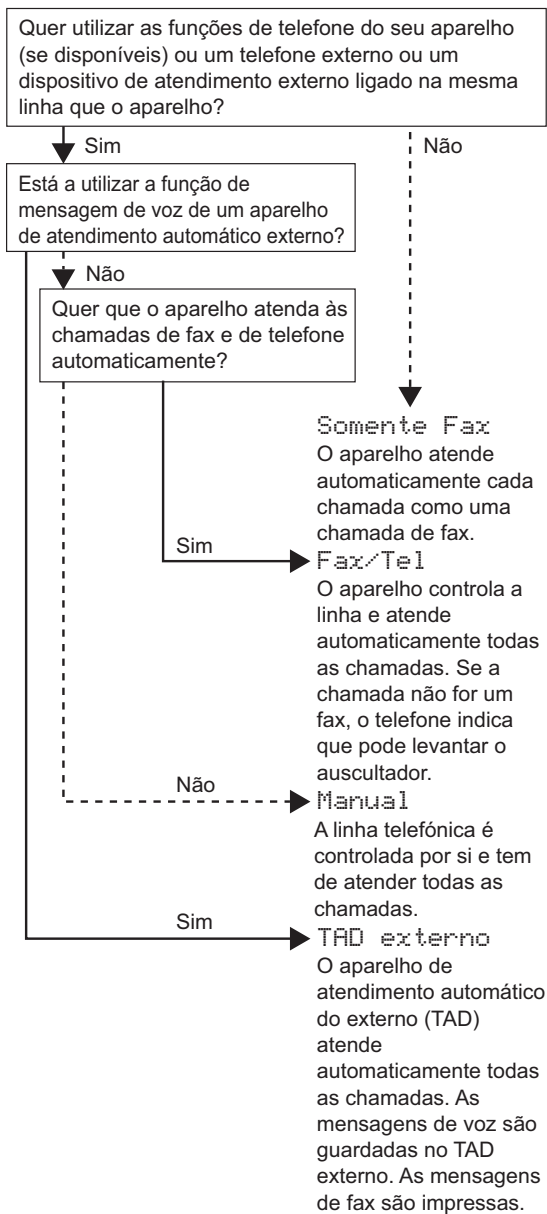 Quer utilizar as funções de telefone do seu aparelho
(se disponíveis) ou um telefone externo ou um
dispositivo de atendimento externo ligado na mesma
linha que o aparelho?
Sim
Não
Está a utilizar a função de
mensagem de voz de um aparelho
de atendimento automático externo?
Não
Quer que o aparelho atenda às
chamadas de fax e de telefone
automaticamente?
Somente Fax
O aparelho atende
automaticamente cada
chamada como uma
chamada de fax.
Sim
Fax/Tel
O aparelho controla a
linha e atende
automaticamente todas
as chamadas. Se a
chamada não for um
fax, o telefone indica
que pode levantar o
auscultador.
Não
Manual
A linha telefónica é
controlada por si e tem
de atender todas as
chamadas.
Sim
TAD externo
O aparelho de
atendimento automático
do externo (TAD)
atende
automaticamente todas
as chamadas. As
mensagens de voz são
guardadas no TAD
externo. As mensagens
de fax são impressas.